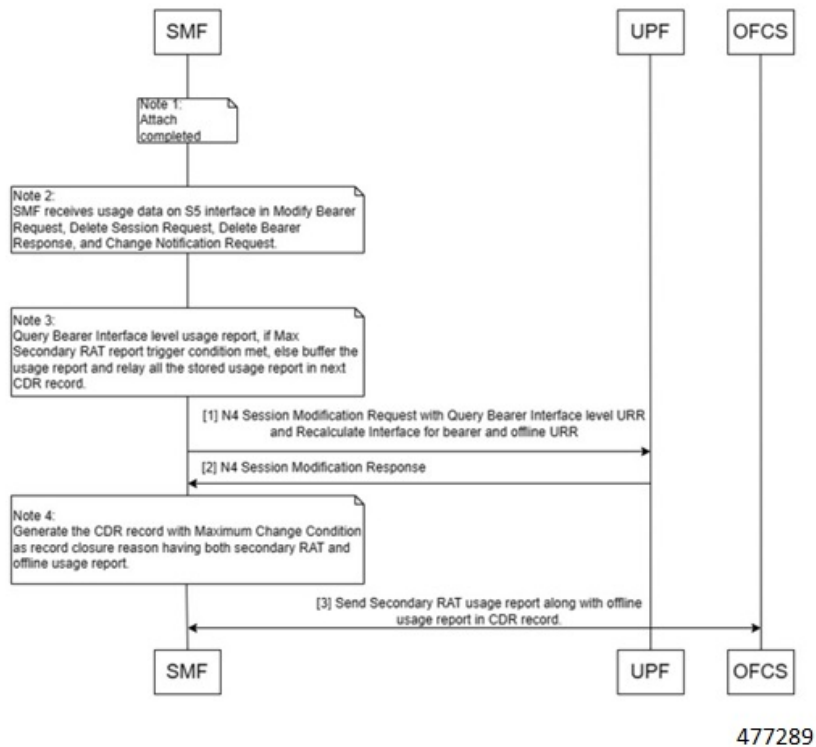 SMF
UPF
OFCS
Note 1:
Attach
completed
Note 2:
SMF receives usage data on S5 interface in Modify Bearer
Request, Delete Session Request, Delete Bearer
Response, and Change Notification Request.
Note 3:
Query Bearer Interface level usage report, if Max
Secondary RAT report trigger condition met, else buffer the
usage report and relay all the stored usage report in next
CDR record.
[1] N4 Session Modification Request with Query Bearer Interface level URR
and Recalculate Interface for bearer and offline URR
[2] N4 Session Modification Response
Note 4:
Generate the CDR record with Maximum Change Condition
as record closure reason having both secondary RAT and
offline usage report.
[3] Send Secondary RAT usage report along with offline
usage report in CDR record.
SMF
UPF
OFCS
477289